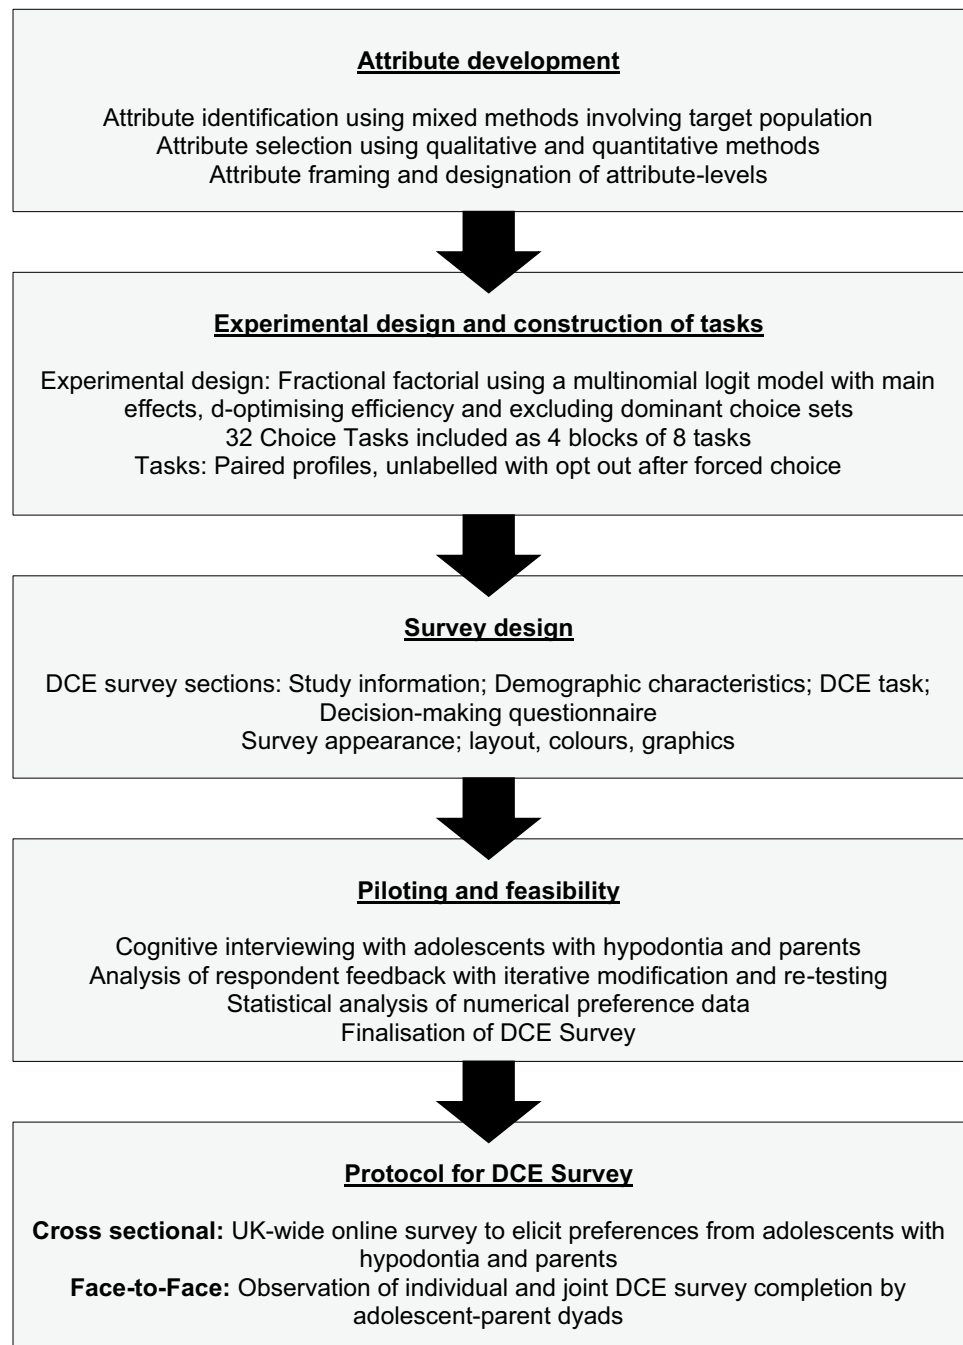 Attribute development
Attribute identification using mixed methods involving target population
Attribute selection using qualitative and quantitative methods
Attribute framing and designation of attribute-levels
Experimental design and construction of tasks
Experimental design: Fractional factorial using a multinomial logit model with main
effects, d-optimising efficiency and excluding dominant choice sets
32 Choice Tasks included as 4 blocks of 8 tasks
Tasks: Paired profiles, unlabelled with opt out after forced choice
Survey design
DCE survey sections: Study information; Demographic characteristics; DCE task;
Decision-making questionnaire
Survey appearance; layout, colours, graphics
Piloting and feasibility
Cognitive interviewing with adolescents with hypodontia and parents
Analysis of respondent feedback with iterative modification and re-testing
Statistical analysis of numerical preference data
Finalisation of DCE Survey
Protocol for DCE Survey
Cross sectional: UK-wide online survey to elicit preferences from adolescents with
hypodontia and parents
Face-to-Face: Observation of individual and joint DCE survey completion by
adolescent-parent dyads